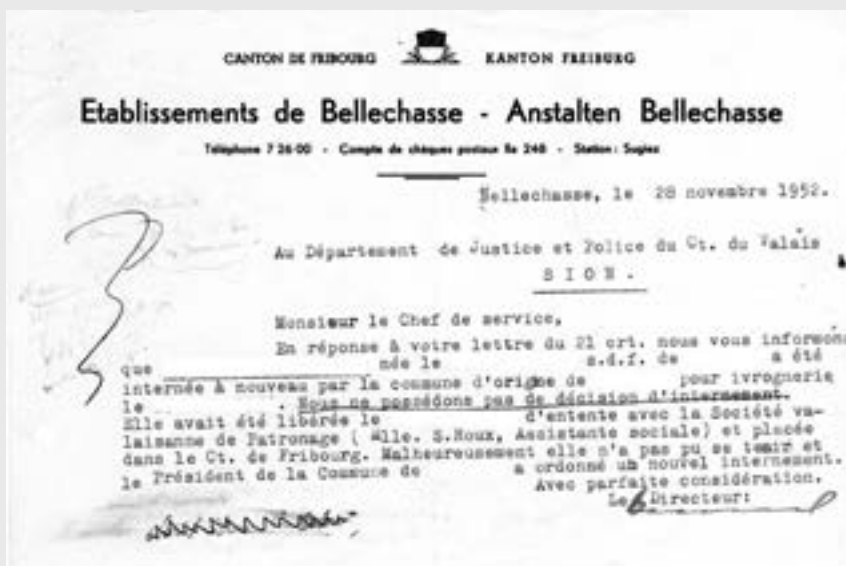 CANTON DE FRIBOURG KANTON FREIBURG
Etablissements de Bellechasse - Anstalten Bellechasse
Téléphone 7 26 00 - Compte de chèques postaux IIa 248 - Station: Sugiez
Bellechasse, le 28 novembre 1952.
Au Département de Justice et Police du Ct. du Valais
SION.
Monsieur le Chef de service,
En réponse à votre lettre du 21 crt. nous vous informons
que née le s.d.f. de a été
internée à nouveau par la commune d'origine de pour ivrognerie
le . Nous ne possédons pas de décision d'internement.
Elle avait été libérée le d'entente avec la Société va-
laisanne de Patronage ( Mlle. S.Roux, Assistante sociale) et placée
dans le Ct. de Fribourg. Malheureusement elle n'a pas pu se tenir et
le Président de la Commune de a ordonné un nouvel internement.
Avec parfaite considération.
Le Directeur: